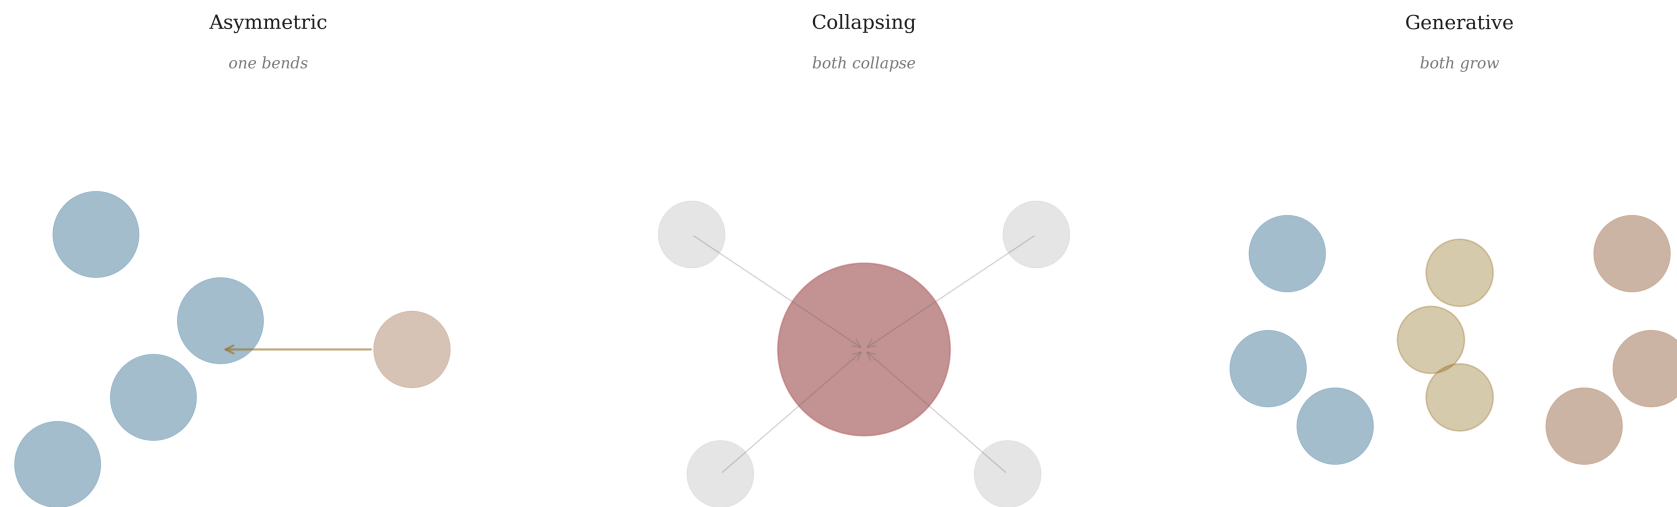 Asymmetric
one bends
Collapsing
both collapse
Generative
both grow